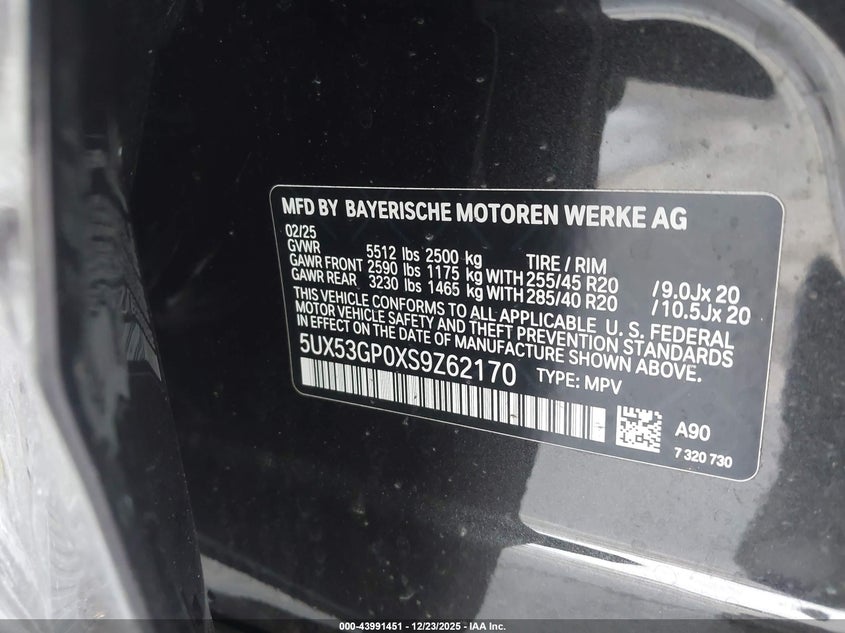 MFD BY BAYERISCHE MOTOREN WERKE AG
02/25
GVWR 5512 lbs 2500 kg TIRE / RIM
GAWR FRONT 2590 lbs 1175 kg WITH 255/45 R20 /9.0Jx 20
GAWR REAR 3230 lbs 1465 kg WITH 285/40 R20 /10.5Jx 20
THIS VEHICLE CONFORMS TO ALL APPLICABLE U. S. FEDERAL
MOTOR VEHICLE SAFETY AND THEFT PREVENTION STANDARDS
IN EFFECT ON THE DATE OF MANUFACTURE SHOWN ABOVE.
5UX53GP0XS9Z62170 TYPE: MPV
A90
7 320 730
000-43991451 - 12/23/2025 - IAA Inc.